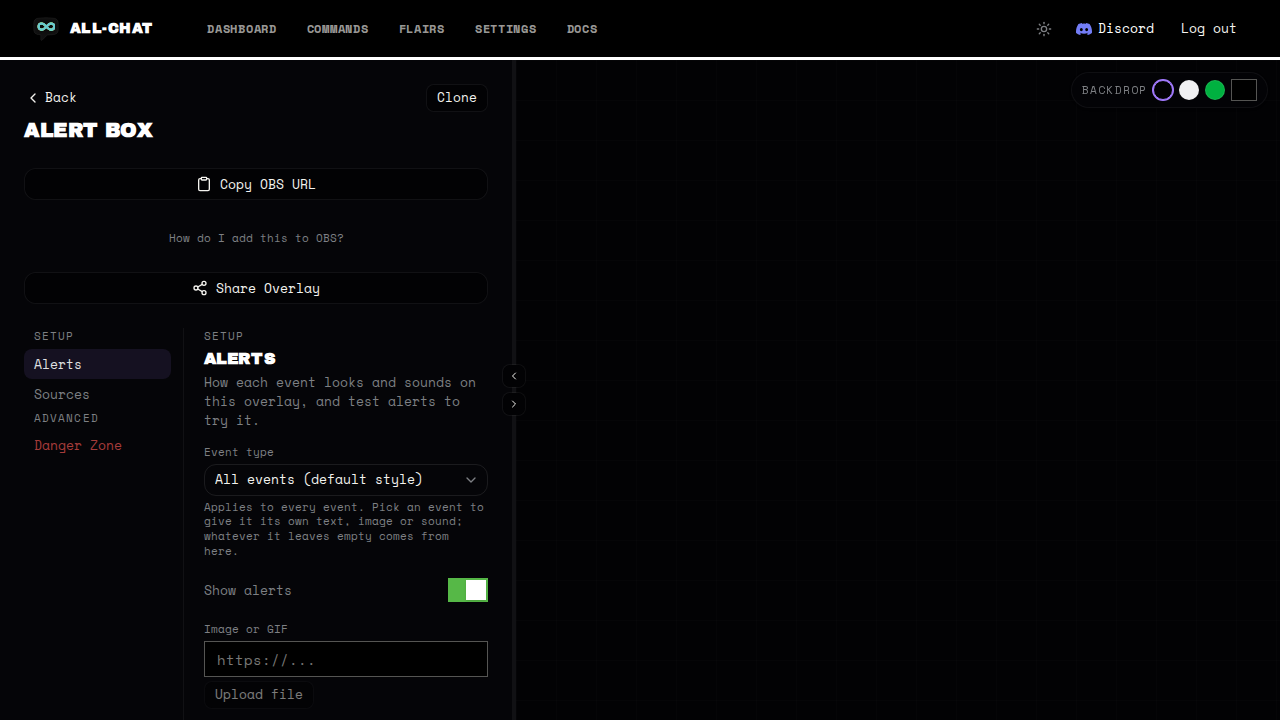 ALL-CHAT
DASHBOARD
COMMANDS
FLAIRS
SETTINGS
DOCS
Discord
Log out
Back
Clone
ALERT BOX
Copy OBS URL
How do I add this to OBS?
Share Overlay
SETUP
Alerts
Sources
ADVANCED
Danger Zone
SETUP
ALERTS
How each event looks and sounds on
this overlay, and test alerts to
try it.
Event type
All events (default style)
Applies to every event. Pick an event to
give it its own text, image or sound;
whatever it leaves empty comes from
here.
Show alerts
Image or GIF
https://...
Upload file
BACKDROP